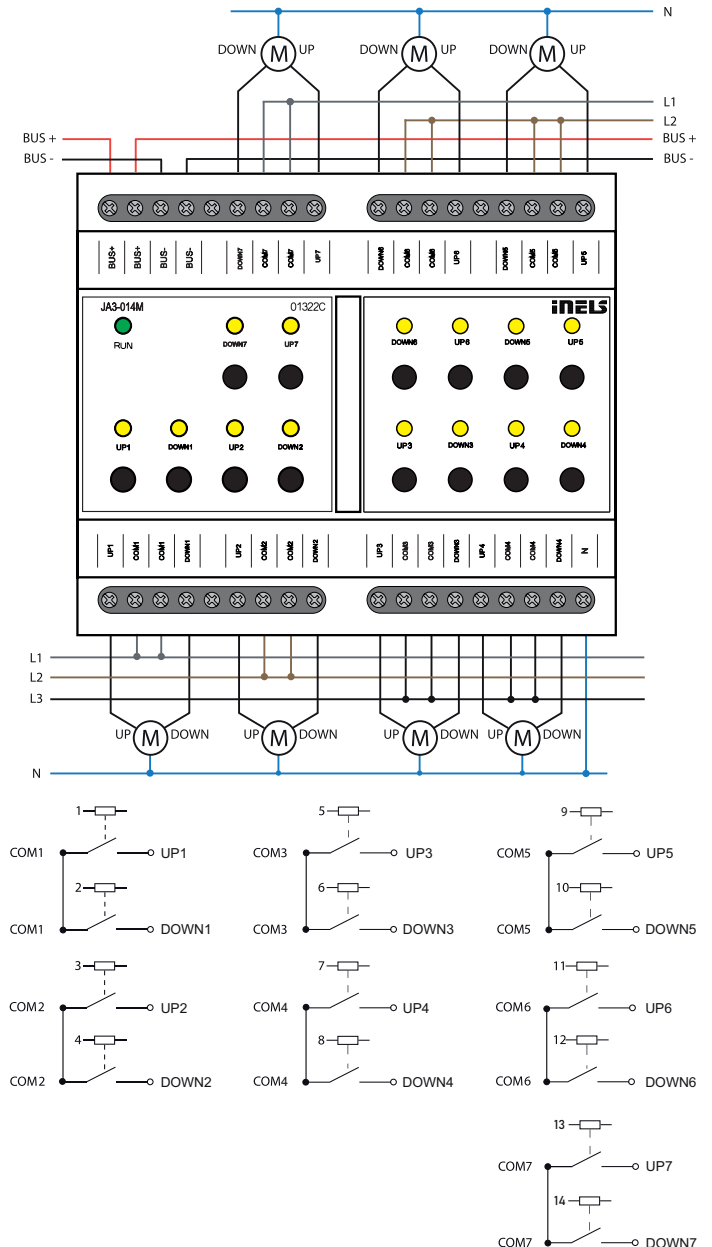 N
DOWN M UP DOWN M UP DOWN M UP
L1
L2
BUS + BUS +
BUS - BUS -
BUS+ BUS+ BUS- BUS- DOWN7 COM7 COM7 UP7 DOWN6 COM6 COM6 UP6 DOWN5 COM5 COM5 UP5
JA3-014M 01322C iNELS
RUN DOWN7 UP7 DOWN6 UP6 DOWN5 UP5
UP1 DOWN1 UP2 DOWN2 UP3 DOWN3 UP4 DOWN4
UP1 COM1 COM1 DOWN1 UP2 COM2 COM2 DOWN2 UP3 COM3 COM3 DOWN3 UP4 COM4 COM4 DOWN4 N
L1
L2
L3
UP M DOWN UP M DOWN UP M DOWN UP M DOWN
N
1 5 9
COM1 UP1 COM3 UP3 COM5 UP5
2 6 10
COM1 DOWN1 COM3 DOWN3 COM5 DOWN5
3 7 11
COM2 UP2 COM4 UP4 COM6 UP6
4 8 12
COM2 DOWN2 COM4 DOWN4 COM6 DOWN6
13
COM7 UP7
14
COM7 DOWN7